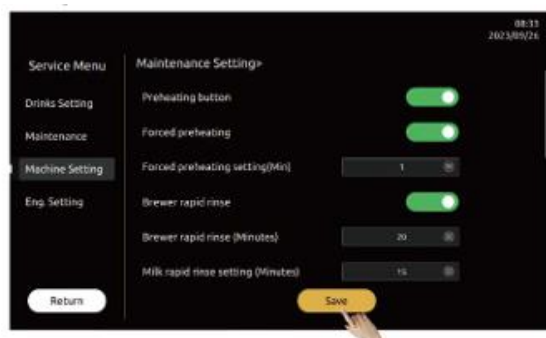 08:33
2023/09/26
Service Menu
Maintenance Setting>
Drinks Setting
Preheating button
Maintenance
Forced preheating
Machine Setting
Forced preheating setting(Min)
1
Eng. Setting
Brewer rapid rinse
Brewer rapid rinse (Minutes)
20
Milk rapid rinse setting (Minutes)
15
Return
Save